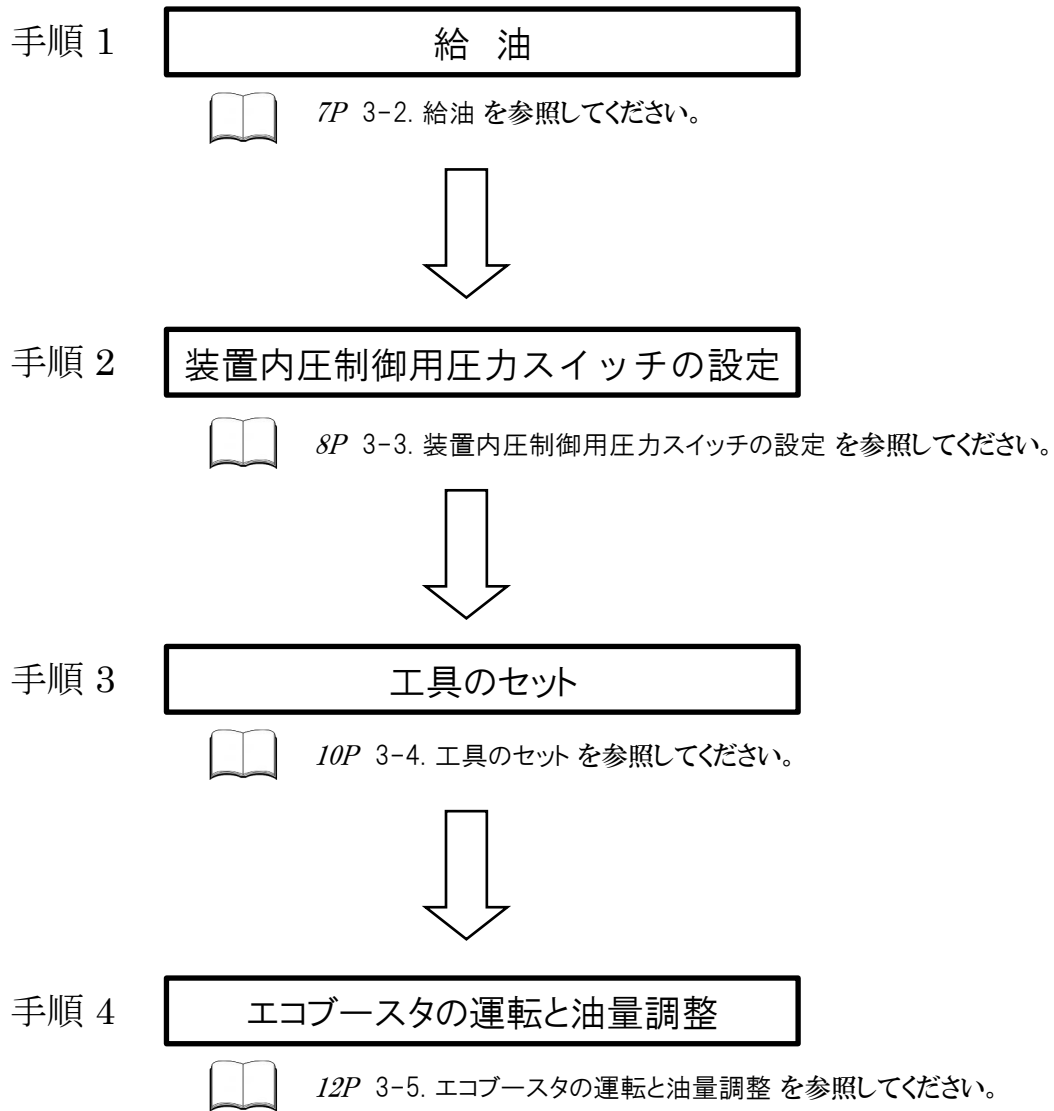 手順 1 給 油
7P 3-2. 給油 を参照してください。
手順 2 装置内圧制御用圧力スイッチの設定
8P 3-3. 装置内圧制御用圧力スイッチの設定 を参照してください。
手順 3 工具のセット
10P 3-4. 工具のセット を参照してください。
手順 4 エコブースタの運転と油量調整
12P 3-5. エコブースタの運転と油量調整 を参照してください。